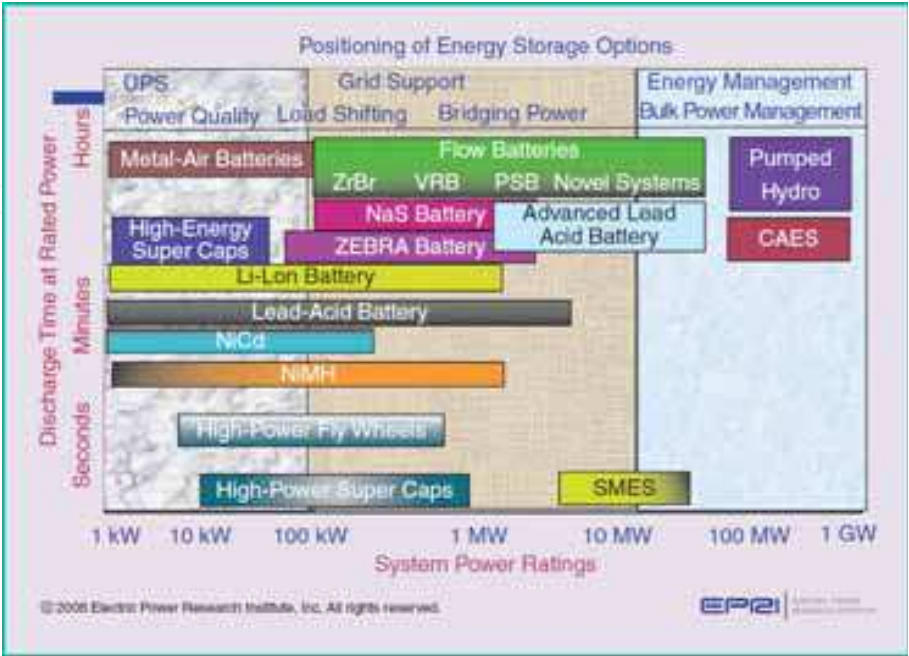 Positioning of Energy Storage Options
UPS
Grid Support
Energy Management
Power Quality
Load Shifting
Bridging Power
Bulk Power Management
Discharge Time at Rated Power
Hours
Minutes
Seconds
Metal-Air Batteries
Flow Batteries
ZrBr VRB PSB Novel Systems
Pumped
Hydro
NaS Battery
Advanced Lead
Acid Battery
High-Energy
Super Caps
ZEBRA Battery
CAES
Li-Lon Battery
Lead-Acid Battery
NiCd
NiMH
High-Power Fly Wheels
High-Power Super Caps
SMES
1 kW 10 kW 100 kW 1 MW 10 MW 100 MW 1 GW
System Power Ratings
Electric Power Research Institute, Inc. All rights reserved.
EPRI